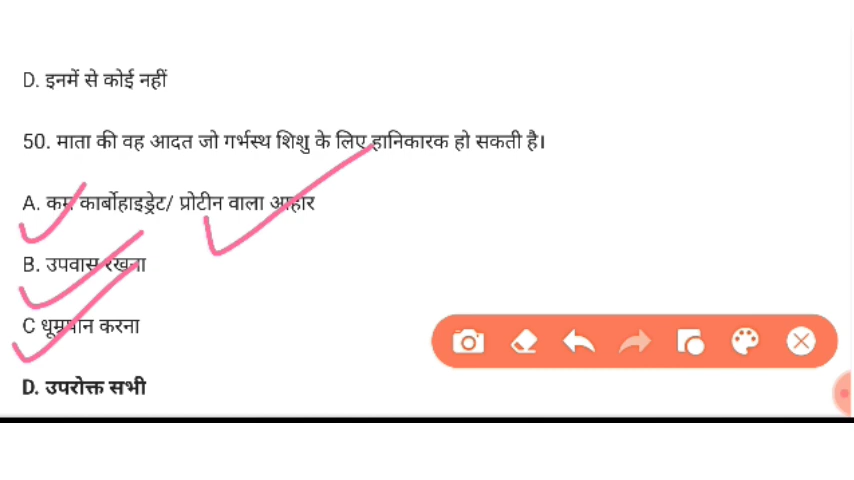 D. इनमें से कोई नहीं
50. माता की वह आदत जो गर्भस्थ शिशु के लिए हानिकारक हो सकती है।
A. कम कार्बोहाइड्रेट/ प्रोटीन वाला आहार
B. उपवास रखना
C धूम्रपान करना
D. उपरोक्त सभी